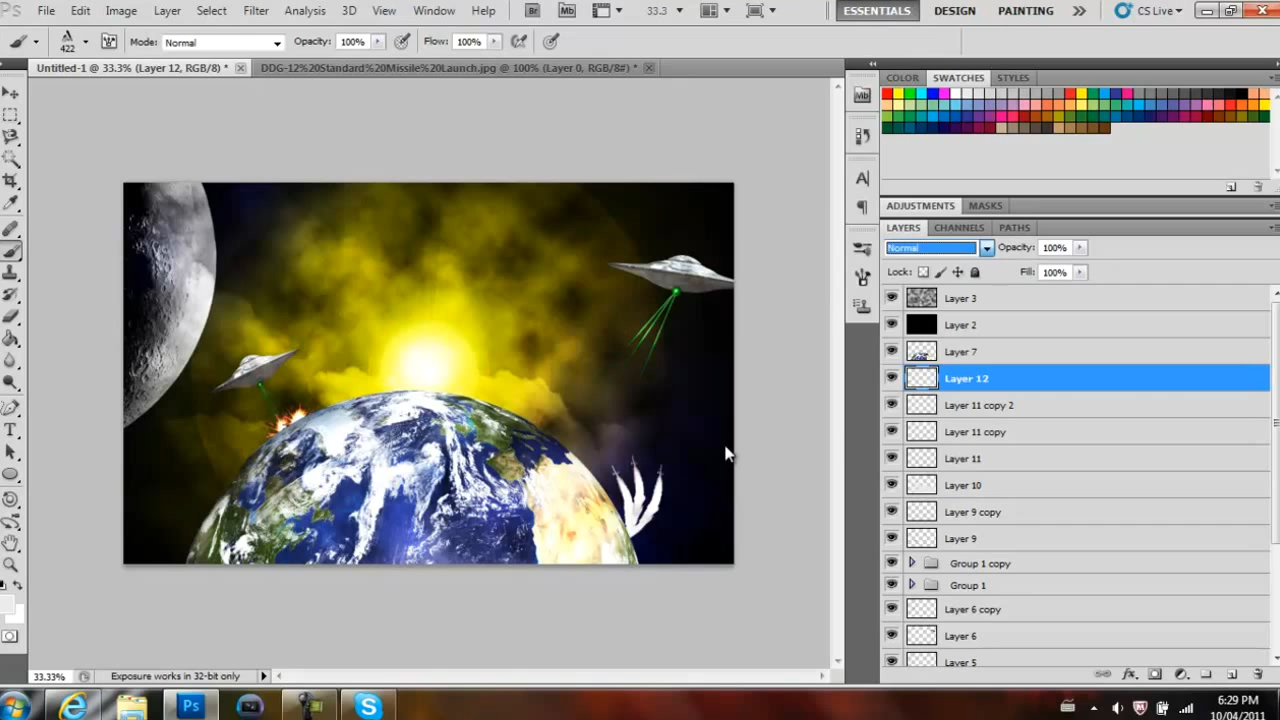 Ps File Edit Image Layer Select Filter Analysis 3D View Window Help Br Mb 33.3 ESSENTIALS DESIGN PAINTING CS Live
422 Mode: Normal Opacity: 100% Flow: 100%
Untitled-1 @ 33.3% (Layer 12, RGB/8) * DDG-12%20Standard%20Missile%20Launch.jpg @ 100% (Layer 0, RGB/8#) *
COLOR SWATCHES STYLES
Mb
A
ADJUSTMENTS MASKS
LAYERS CHANNELS PATHS
Normal Opacity: 100%
Lock: Fill: 100%
Layer 3
Layer 2
Layer 7
Layer 12
Layer 11 copy 2
Layer 11 copy
Layer 11
Layer 10
Layer 9 copy
Layer 9
Group 1 copy
Group 1
Layer 6 copy
Layer 6
Layer 5
T
33.33% Exposure works in 32-bit only
fx
Ps
6:29 PM
10/04/2011